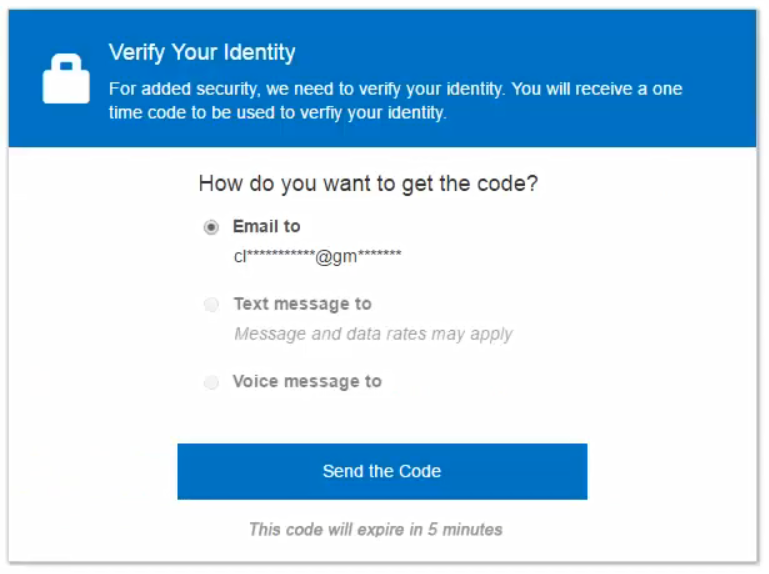 Verify Your Identity
For added security, we need to verify your identity. You will receive a one
time code to be used to verfiy your identity.
How do you want to get the code?
Email to
cl***********@gm*******
Text message to
Message and data rates may apply
Voice message to
Send the Code
This code will expire in 5 minutes